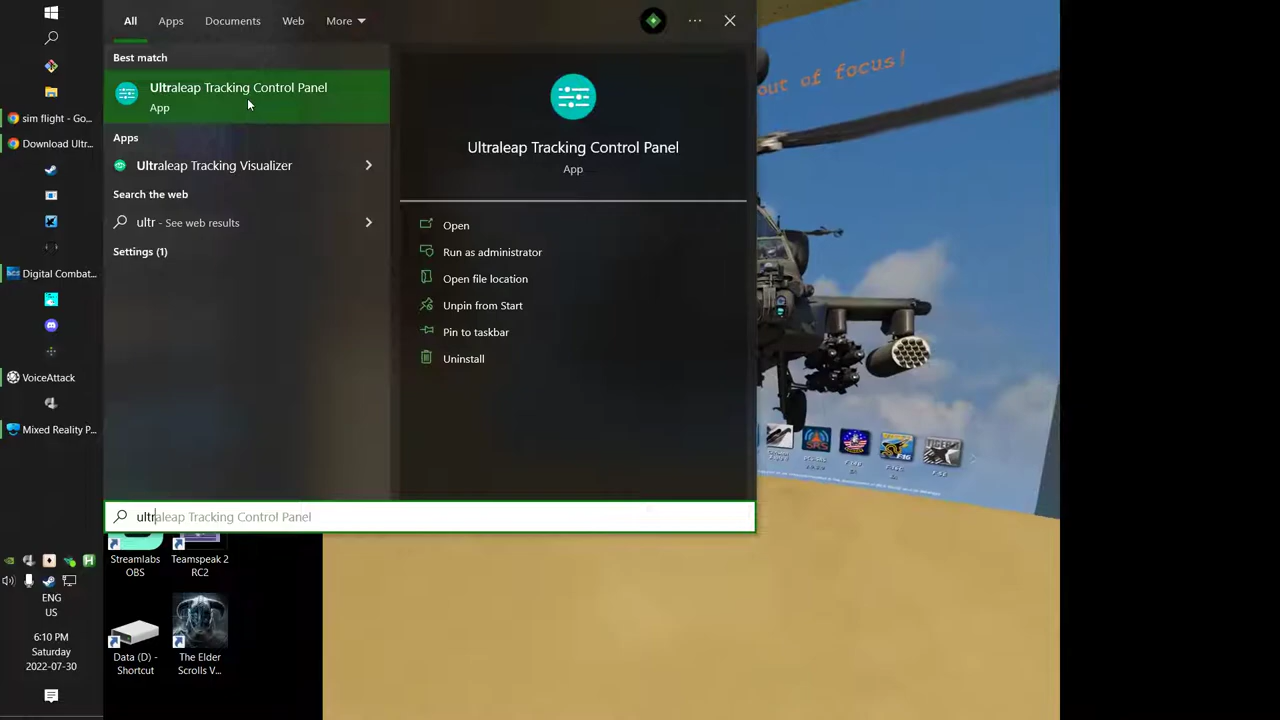 All
Apps
Documents
Web
More
Best match
Ultraleap Tracking Control Panel
App
Apps
Ultraleap Tracking Visualizer
Search the web
ultr - See web results
Settings (1)
Ultraleap Tracking Control Panel
App
Open
Run as administrator
Open file location
Unpin from Start
Pin to taskbar
Uninstall
ultraleap Tracking Control Panel
out of focus!
sim flight - Go...
Download Ultr...
Digital Combat...
VoiceAttack
Mixed Reality P...
Streamlabs
OBS
Teamspeak 2
RC2
Data (D) -
Shortcut
The Elder
Scrolls V...
ENG
US
6:10 PM
Saturday
2022-07-30